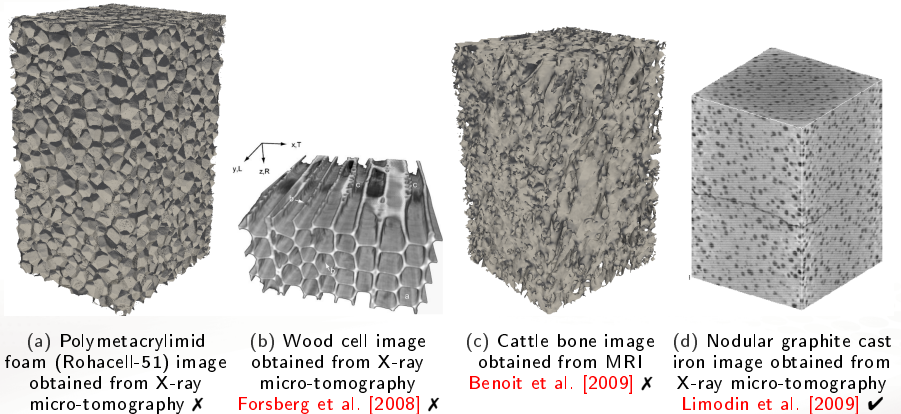 x,T
y,L
z,R
c
c
a
(a) Polymetacrylimid
foam (Rohacell-51) image
obtained from X-ray
micro-tomography ✗
(b) Wood cell image
obtained from X-ray
micro-tomography
Forsberg et al. [2008] ✗
(c) Cattle bone image
obtained from MRI
Benoit et al. [2009] ✗
(d) Nodular graphite cast
iron image obtained from
X-ray micro-tomography
Limodin et al. [2009] ✔